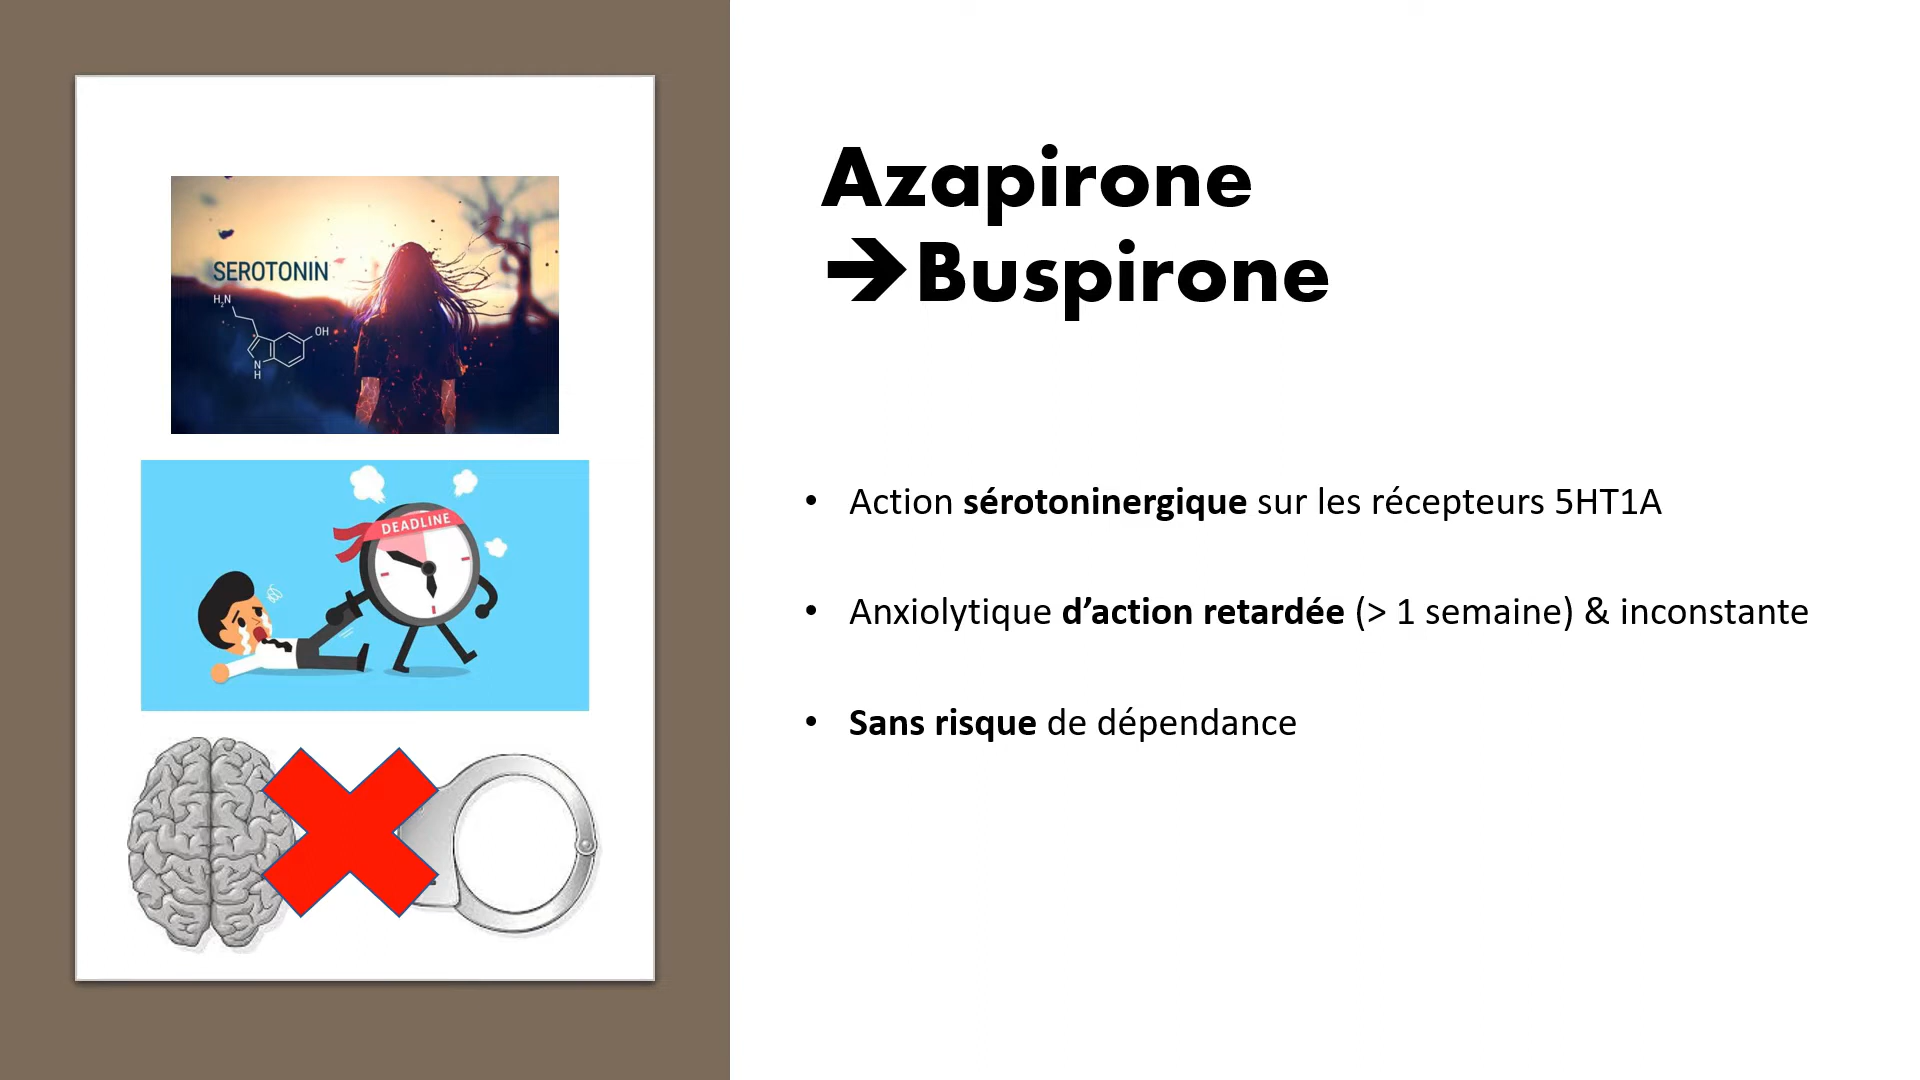 SEROTONIN
H2N
OH
N
H
DEADLINE
Azapirone
➔Buspirone
• Action sérotoninergique sur les récepteurs 5HT1A
• Anxiolytique d’action retardée (> 1 semaine) & inconstante
• Sans risque de dépendance